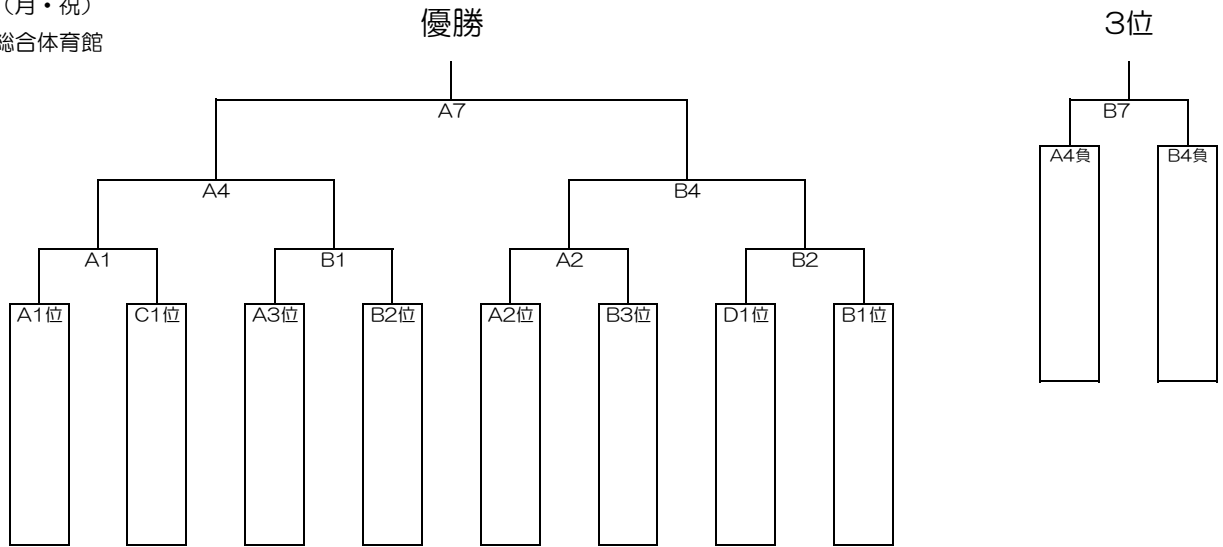 （月・祝）
総合体育館
優勝
3位
A7
B7
A4負
B4負
A4
B4
A1
B1
A2
B2
A1位
C1位
A3位
B2位
A2位
B3位
D1位
B1位